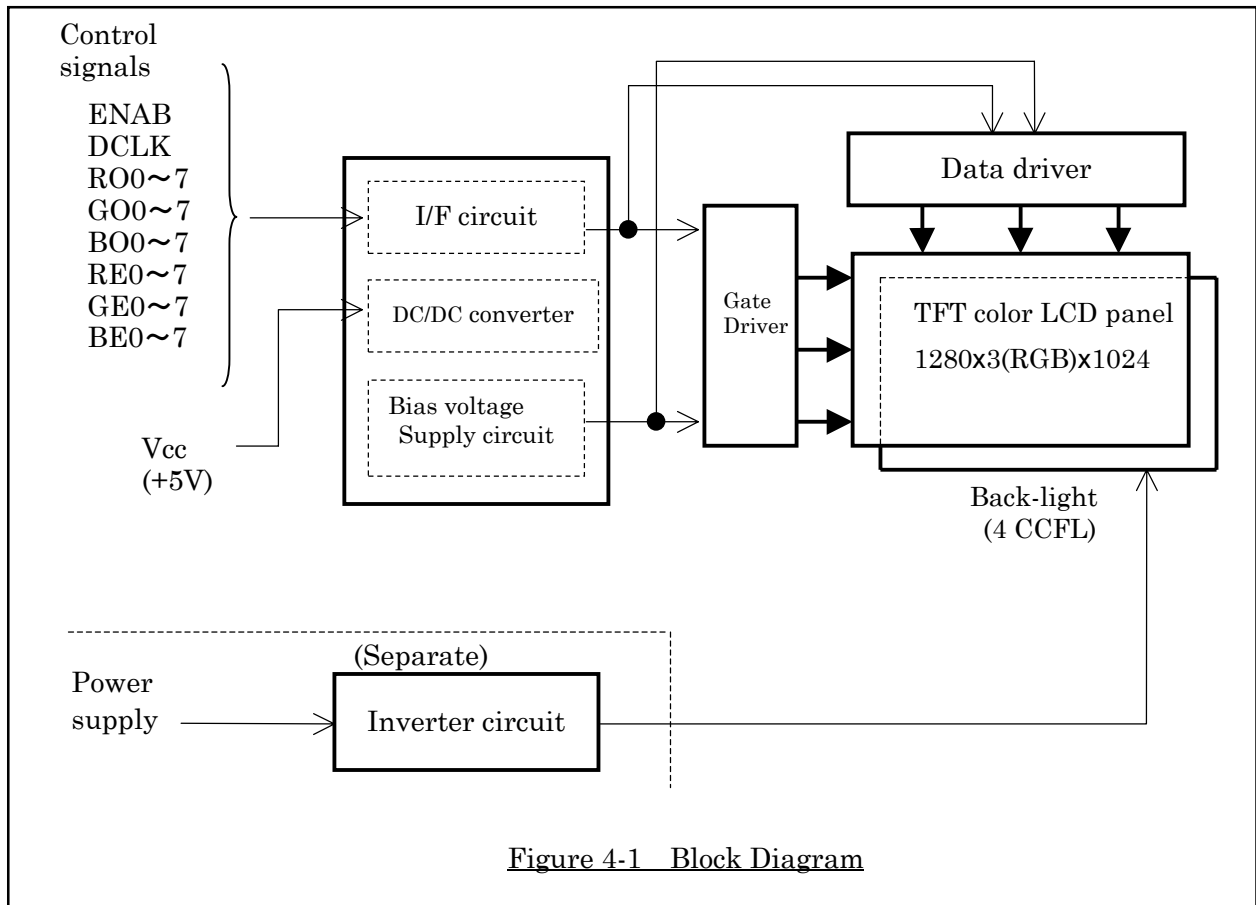 Control
signals
ENAB
DCLK
RO0～7
GO0～7
BO0～7
RE0～7
GE0～7
BE0～7
Vcc
(+5V)
I/F circuit
DC/DC converter
Bias voltage
Supply circuit
Gate
Driver
Data driver
TFT color LCD panel
1280x3(RGB)x1024
Back-light
(4 CCFL)
(Separate)
Power
supply
Inverter circuit
Figure 4-1 Block Diagram